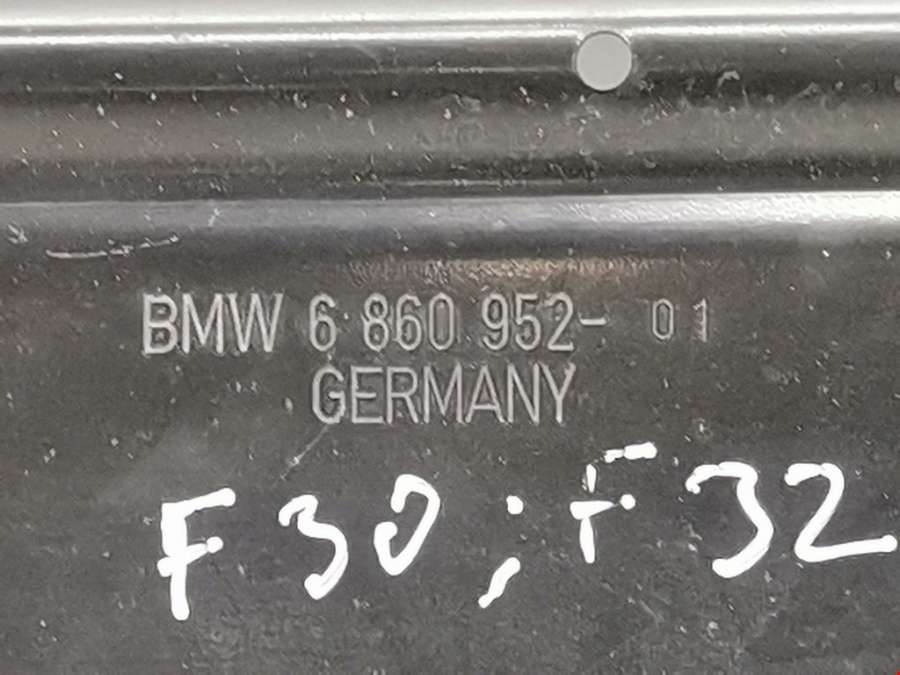 BMW 6 860 952- 01
GERMANY
F30; F32